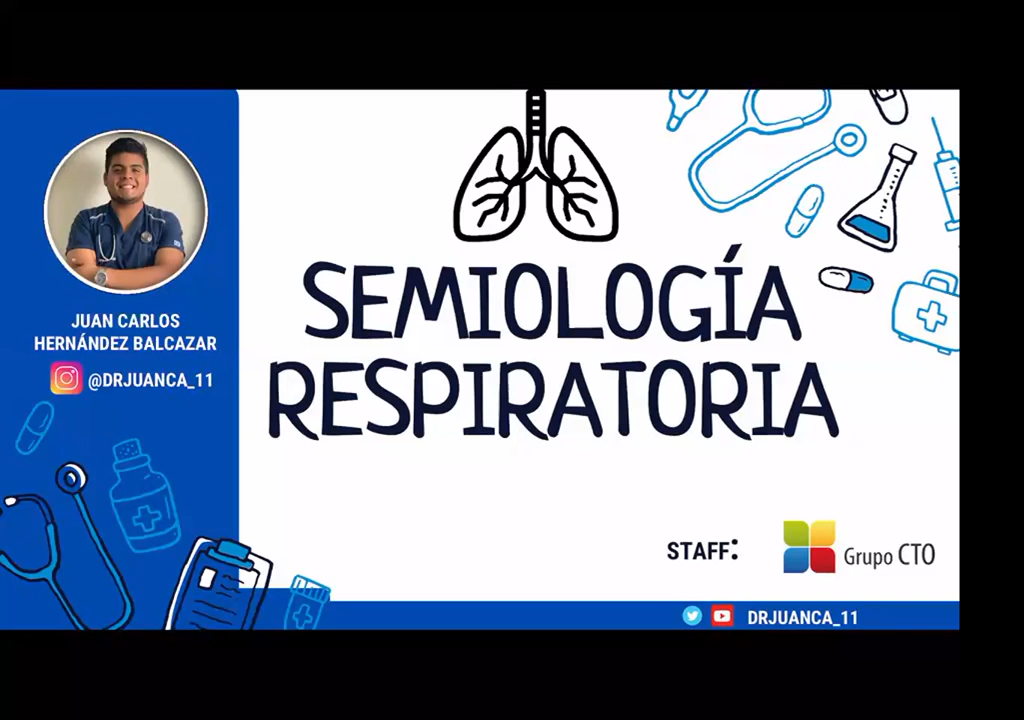 SEMIOLOGÍA
RESPIRATORIA
JUAN CARLOS
HERNÁNDEZ BALCAZAR
@DRJUANCA_11
STAFF:
Grupo CTO
DRJUANCA_11